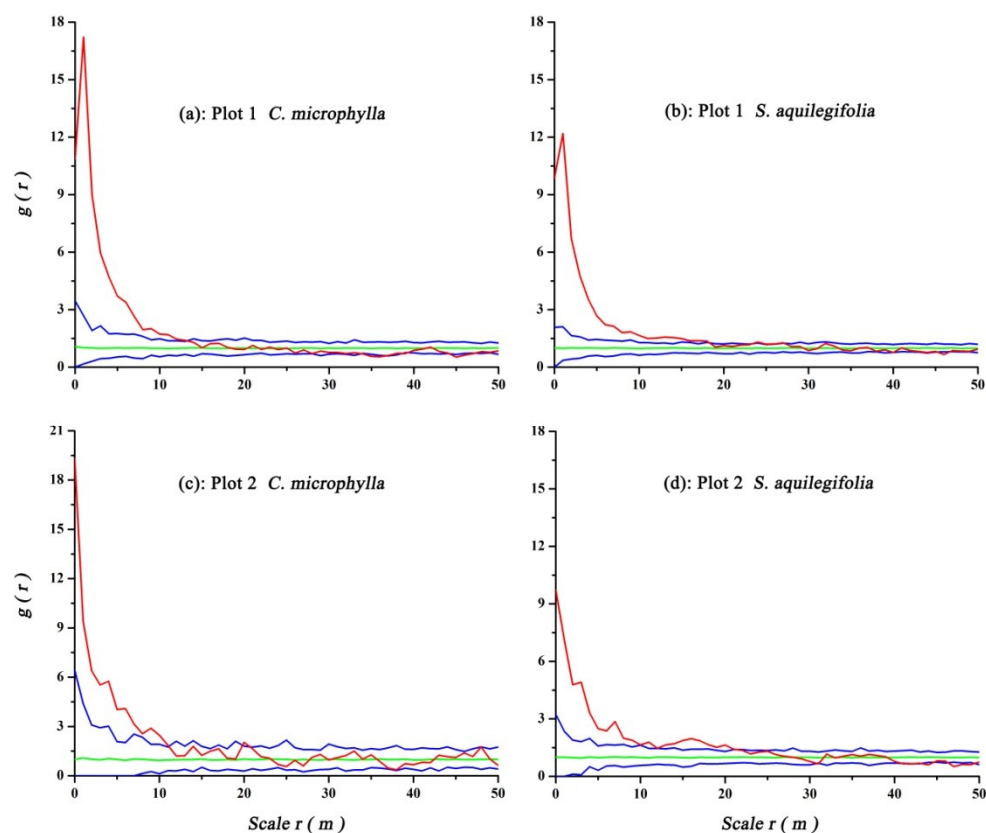 18
15
12
9
6
3
0
g ( r )
(a): Plot 1 C. microphylla
0 10 20 30 40 50
18
15
12
9
6
3
0
(b): Plot 1 S. aquilegifolia
0 10 20 30 40 50
21
18
15
12
9
6
3
0
g ( r )
(c): Plot 2 C. microphylla
0 10 20 30 40 50
Scale r ( m )
18
15
12
9
6
3
0
(d): Plot 2 S. aquilegifolia
0 10 20 30 40 50
Scale r ( m )